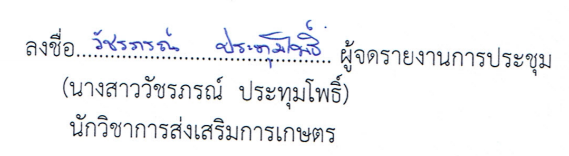 ลงชื่อ วัชรภรณ์ ประทุมโพธิ์ ผู้จดรายงานการประชุม
(นางสาววัชรภรณ์ ประทุมโพธิ์)
นักวิชาการส่งเสริมการเกษตร